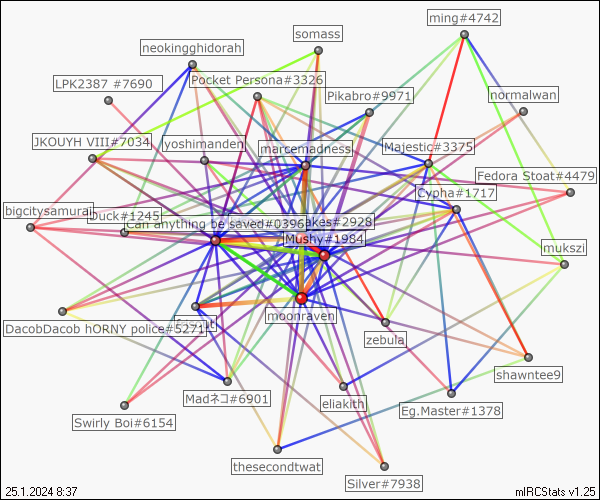 ming#4742
somass
neokingghidorah
Pocket Persona#3326
LPK2387 #7690
Pikabro#9971
normalwan
JKOUYH VIII#7034
yoshimanden
marcemadness
Majestic#3375
Fedora Stoat#4479
Cypha#1717
bigcitysamurai
Duck#1245
Can anything be saved#0396
akes#2928
Mushy#1984
mukszi
moonraven
DacobDacob hORNY police#5271
zebula
shawntee9
Madネコ#6901
eliakith
Eg.Master#1378
Swirly Boi#6154
thesecondtwat
Silver#7938
25.1.2024 8:37
mIRCStats v1.25